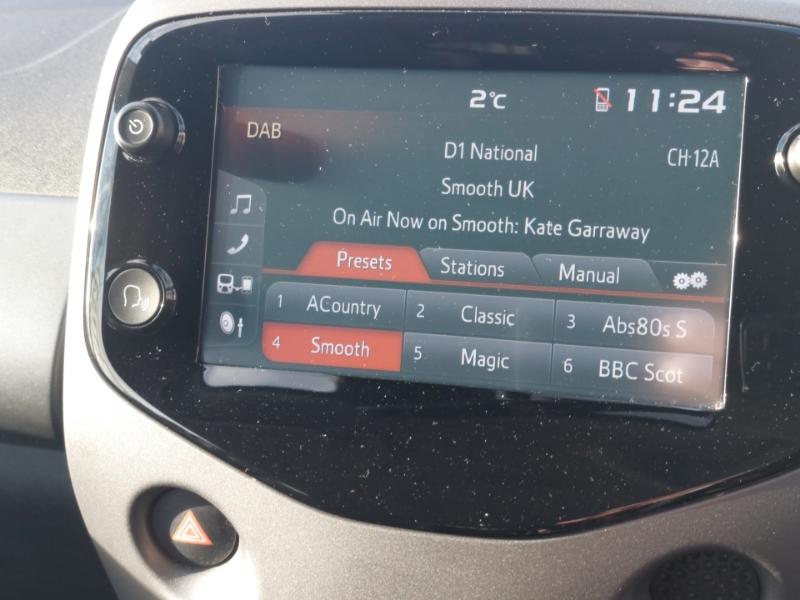 2°C 11:24
DAB
D1 National CH-12A
Smooth UK
On Air Now on Smooth: Kate Garraway
Presets Stations Manual
1 ACountry 2 Classic 3 Abs80s S
4 Smooth 5 Magic 6 BBC Scot